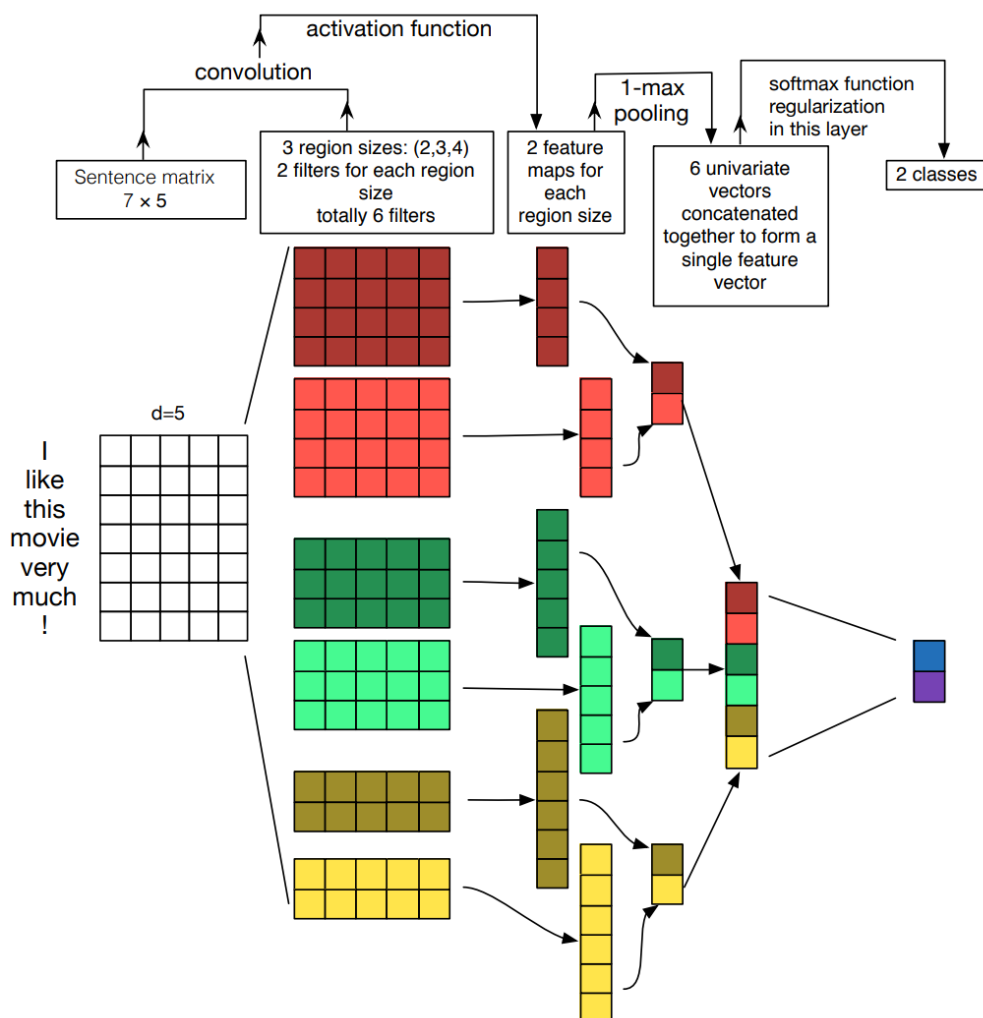 activation function
convolution
1-max
pooling
softmax function
regularization
in this layer
Sentence matrix
7 × 5
3 region sizes: (2,3,4)
2 filters for each region
size
totally 6 filters
2 feature
maps for
each
region size
6 univariate
vectors
concatenated
together to form a
single feature
vector
2 classes
d=5
I
like
this
movie
very
much
!